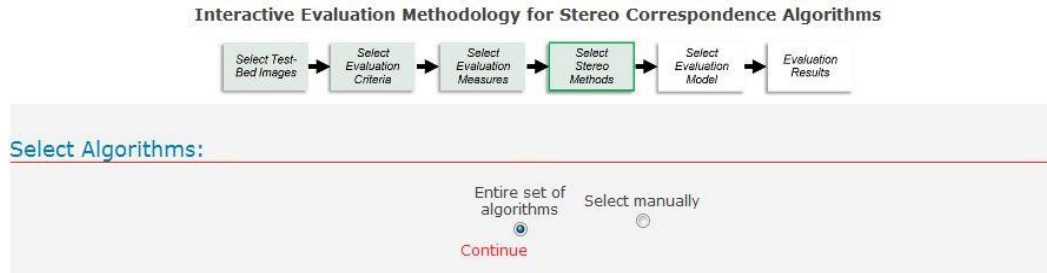 Interactive Evaluation Methodology for Stereo Correspondence Algorithms
Select Test-
Bed Images
Select
Evaluation
Criteria
Select
Evaluation
Measures
Select
Stereo
Methods
Select
Evaluation
Model
Evaluation
Results
Select Algorithms:
Entire set of
algorithms
Select manually
Continue